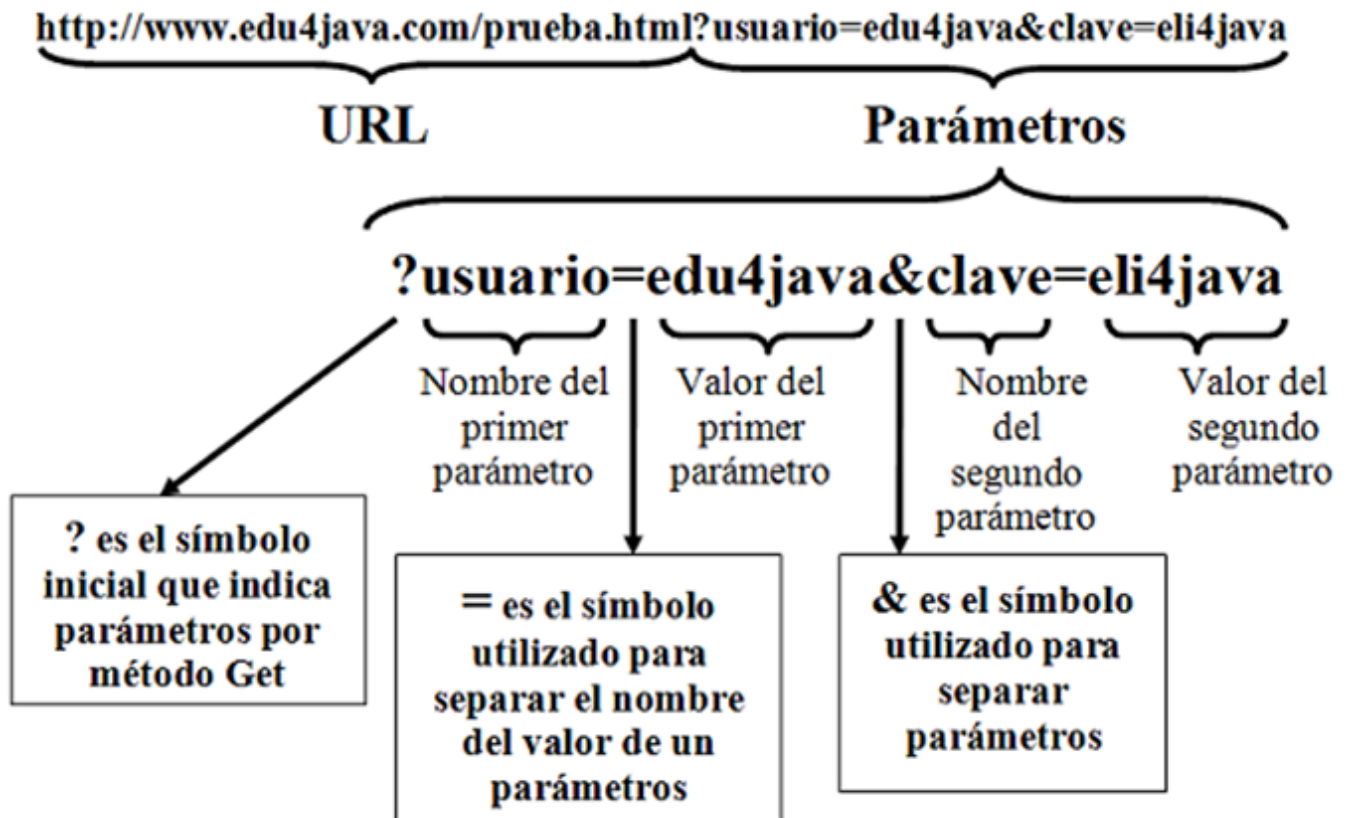 http://www.edu4java.com/prueba.html?usuario=edu4java&clave=eli4java
URL
Parámetros
?usuario=edu4java&clave=eli4java
Nombre del
primer
parámetro
Valor del
primer
parámetro
Nombre
del
segundo
parámetro
Valor del
segundo
parámetro
? es el símbolo
inicial que indica
parámetros por
método Get
= es el símbolo
utilizado para
separar el nombre
del valor de un
parámetros
& es el símbolo
utilizado para
separar
parámetros